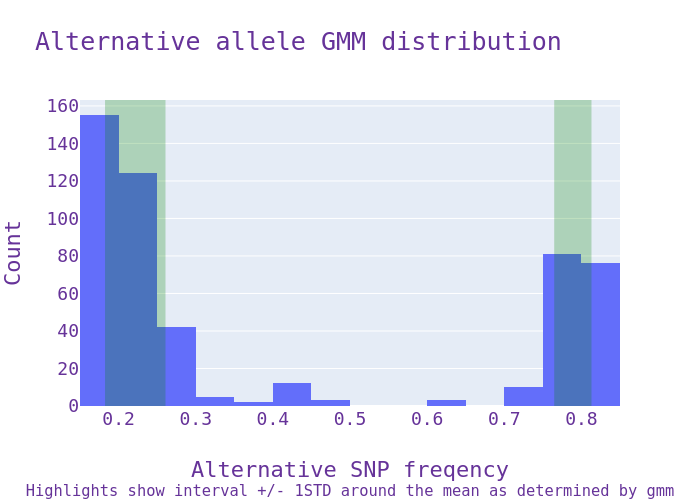 Alternative allele GMM distribution
160
140
120
100
80
60
40
20
0
Count
0.2 0.3 0.4 0.5 0.6 0.7 0.8
Alternative SNP freqency
Highlights show interval +/- 1STD around the mean as determined by gmm